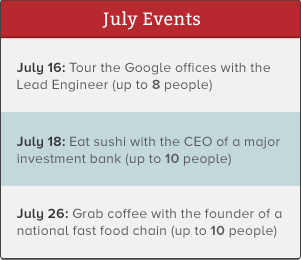 July Events
July 16: Tour the Google offices with the
Lead Engineer (up to 8 people)
July 18: Eat sushi with the CEO of a major
investment bank (up to 10 people)
July 26: Grab coffee with the founder of a
national fast food chain (up to 10 people)